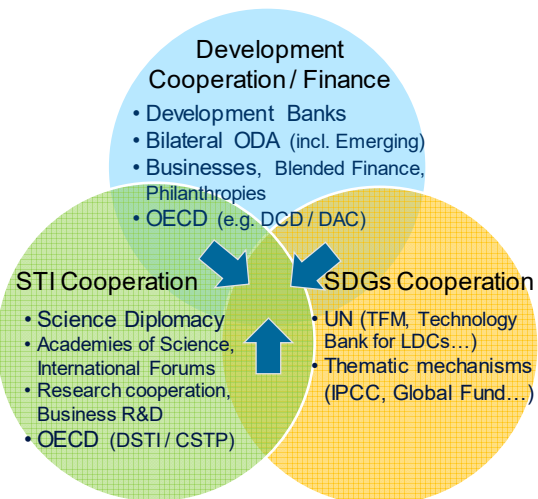 Development
Cooperation / Finance
• Development Banks
• Bilateral ODA (incl. Emerging)
• Businesses, Blended Finance,
Philanthropies
• OECD (e.g. DCD / DAC)
STI Cooperation
• Science Diplomacy
• Academies of Science,
International Forums
• Research cooperation,
Business R&D
• OECD (DSTI / CSTP)
SDGs Cooperation
• UN (TFM, Technology
Bank for LDCs…)
• Thematic mechanisms
(IPCC, Global Fund…)